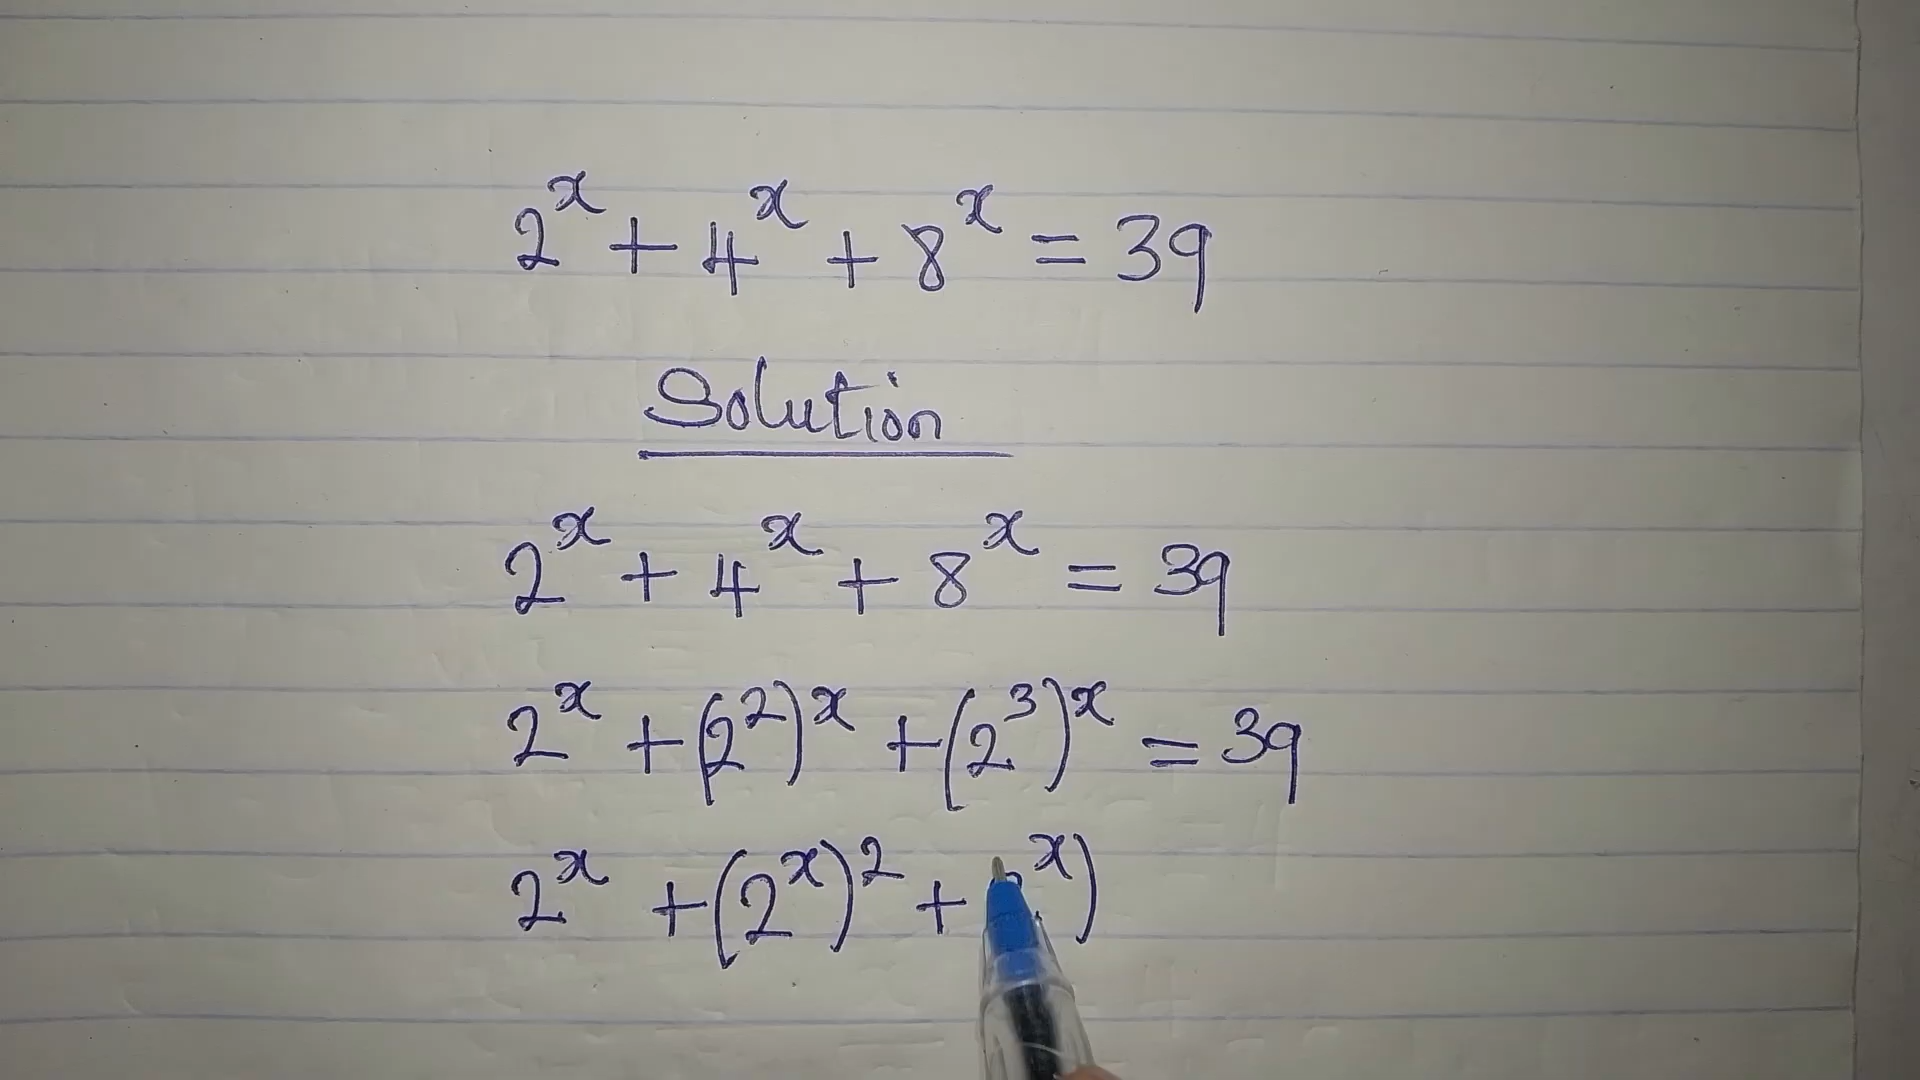 2^x + 4^x + 8^x = 39
Solution
2^x + 4^x + 8^x = 39
2^x + (2^2)^x + (2^3)^x = 39
2^x + (2^x)^2 + ^x)